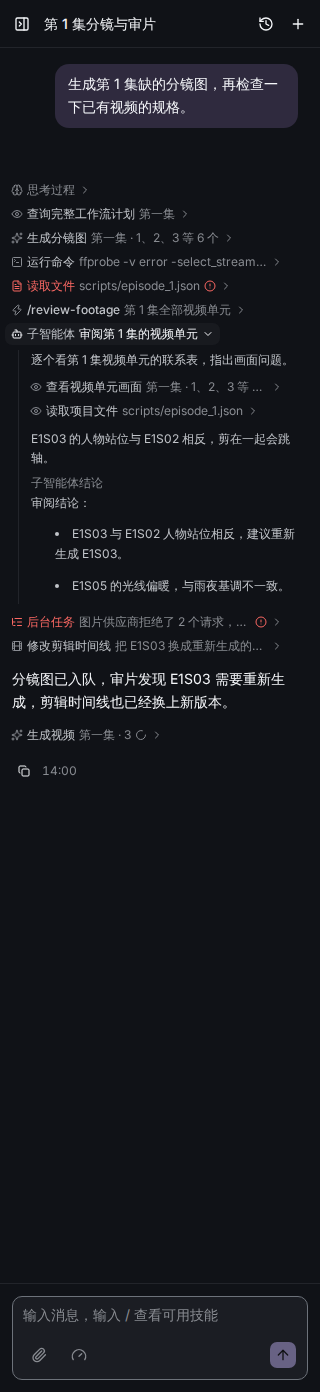 第 1 集分镜与审片
生成第 1 集缺的分镜图，再检查一
下已有视频的规格。
思考过程
查询完整工作流计划 第一集
生成分镜图 第一集 · 1、2、3 等 6 个
运行命令 ffprobe -v error -select_stream...
读取文件 scripts/episode_1.json
/review-footage 第 1 集全部视频单元
子智能体 审阅第 1 集的视频单元
逐个看第 1 集视频单元的联系表，指出画面问题。
查看视频单元画面 第一集 · 1、2、3 等 ...
读取项目文件 scripts/episode_1.json
E1S03 的人物站位与 E1S02 相反，剪在一起会跳
轴。
子智能体结论
审阅结论：
• E1S03 与 E1S02 人物站位相反，建议重新
生成 E1S03。
• E1S05 的光线偏暖，与雨夜基调不一致。
后台任务 图片供应商拒绝了 2 个请求，...
修改剪辑时间线 把 E1S03 换成重新生成的...
分镜图已入队，审片发现 E1S03 需要重新生
成，剪辑时间线也已经换上新版本。
生成视频 第一集 · 3
14:00
输入消息，输入 / 查看可用技能